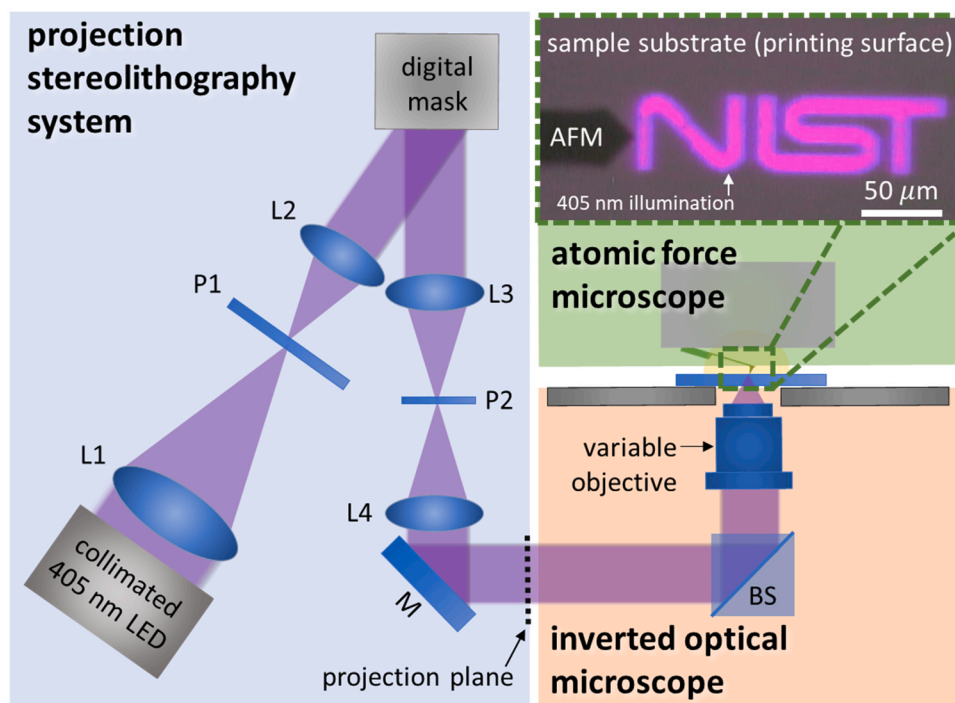 projection
stereolithography
system
digital
mask
L2
P1
L3
P2
L1
L4
collimated
405 nm LED
M
projection plane
sample substrate (printing surface)
AFM
NIST
405 nm illumination
50 μm
atomic force
microscope
variable
objective
BS
inverted optical
microscope